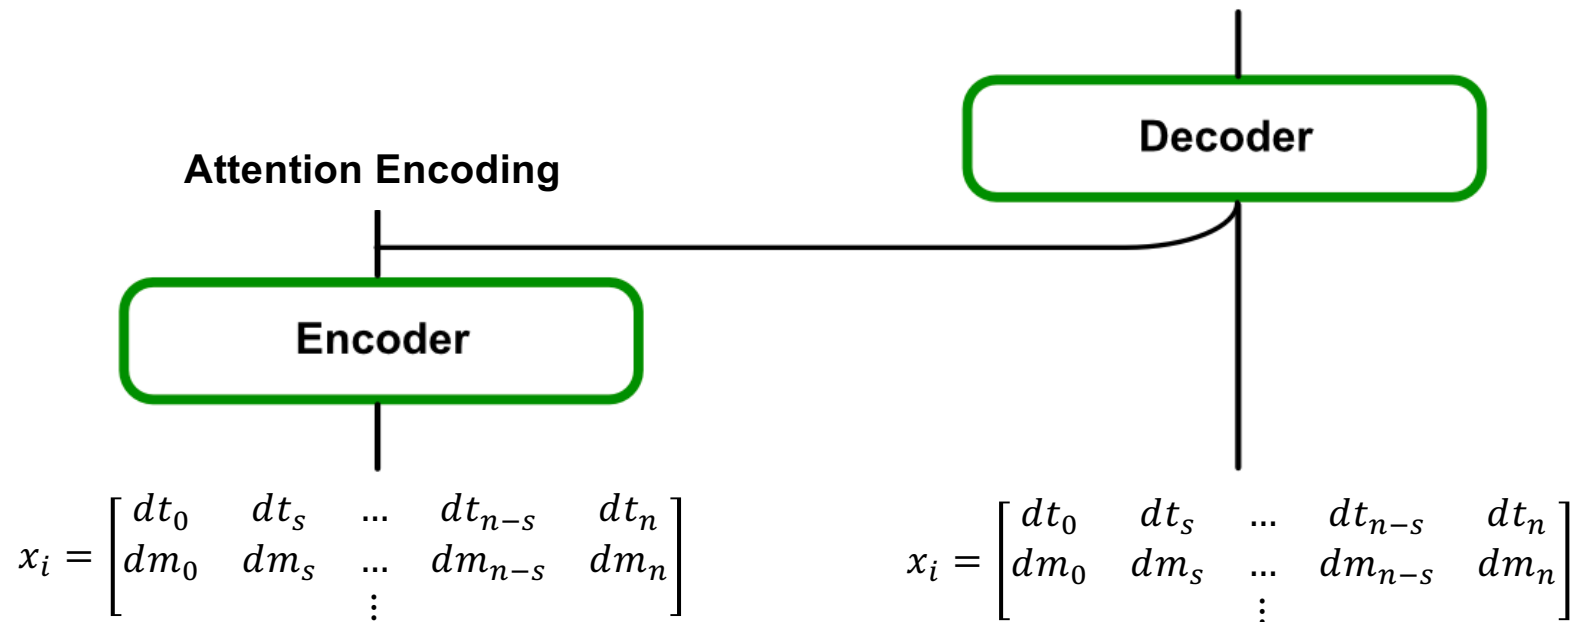 Decoder
Attention Encoding
Encoder
x_i = [dt_0 dt_s ... dt_{n-s} dt_n
dm_0 dm_s ... dm_{n-s} dm_n
⋮]
x_i = [dt_0 dt_s ... dt_{n-s} dt_n
dm_0 dm_s ... dm_{n-s} dm_n
⋮]